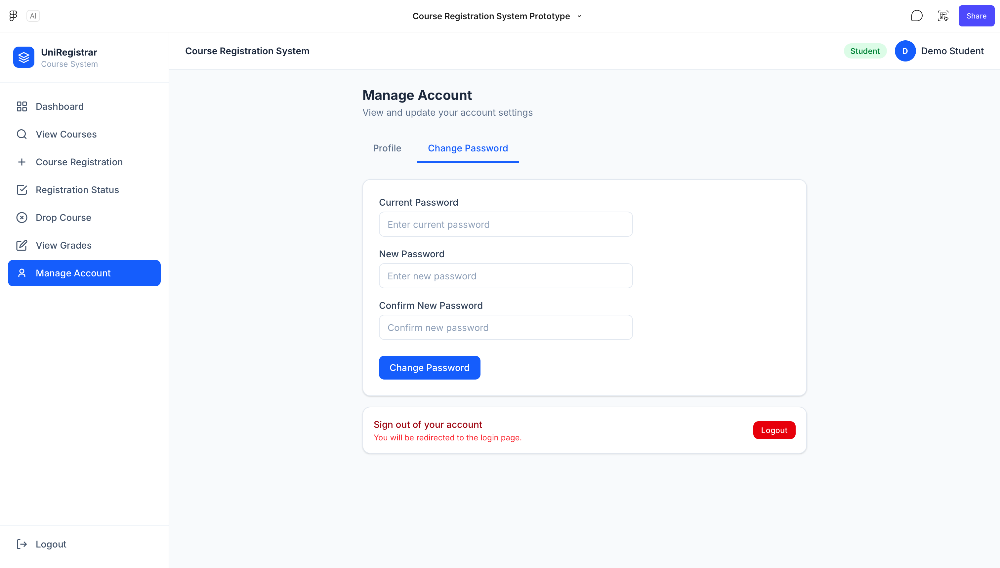 AI
Course Registration System Prototype
Share
UniRegistrar
Course System
Course Registration System
Student
D
Demo Student
Dashboard
View Courses
Course Registration
Registration Status
Drop Course
View Grades
Manage Account
Logout
Manage Account
View and update your account settings
Profile
Change Password
Current Password
Enter current password
New Password
Enter new password
Confirm New Password
Confirm new password
Change Password
Sign out of your account
You will be redirected to the login page.
Logout